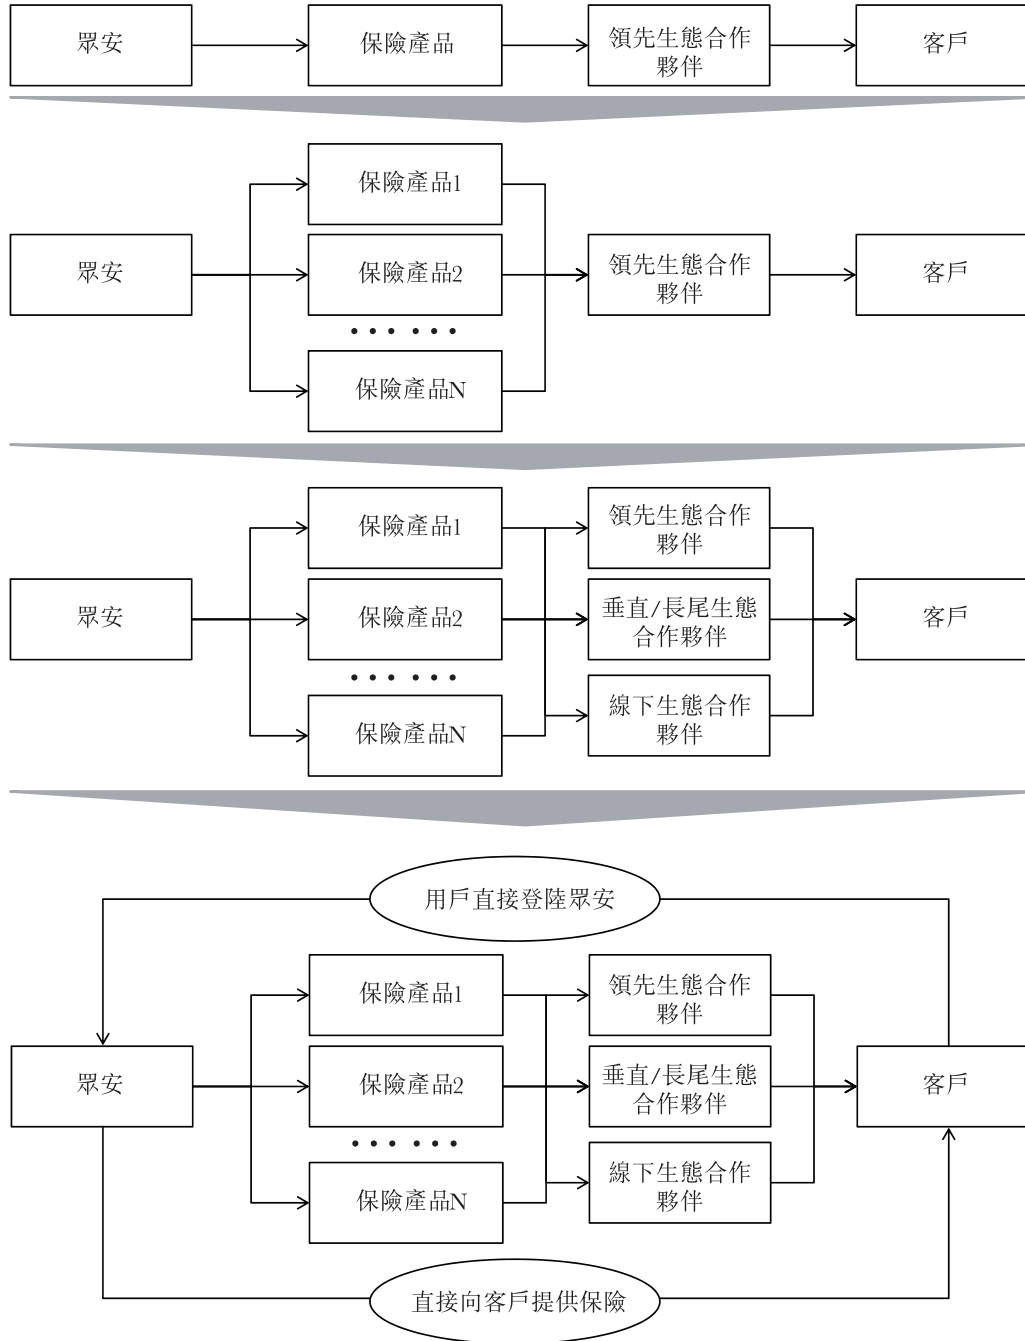 眾安
保險產品
領先生態合作
夥伴
客戶
保險產品1
眾安
保險產品2
領先生態合作
夥伴
客戶
••• •••
保險產品N
保險產品1
領先生態合作
夥伴
眾安
保險產品2
垂直/長尾生態
合作夥伴
客戶
••• •••
保險產品N
線下生態合作
夥伴
用戶直接登陸眾安
保險產品1
領先生態合作
夥伴
眾安
保險產品2
垂直/長尾生態
合作夥伴
客戶
••• •••
保險產品N
線下生態合作
夥伴
直接向客戶提供保險